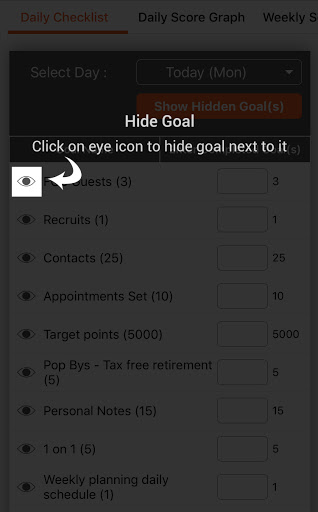 Daily Checklist Daily Score Graph Weekly S
Select Day : Today (Mon)
Show Hidden Goal(s)
Hide Goal
Click on eye icon to hide goal next to it
Guests (3) 3
Recruits (1) 1
Contacts (25) 25
Appointments Set (10) 10
Target points (5000) 5000
Pop Bys - Tax free retirement
(5) 5
Personal Notes (15) 15
1 on 1 (5) 5
Weekly planning daily
schedule (1) 1